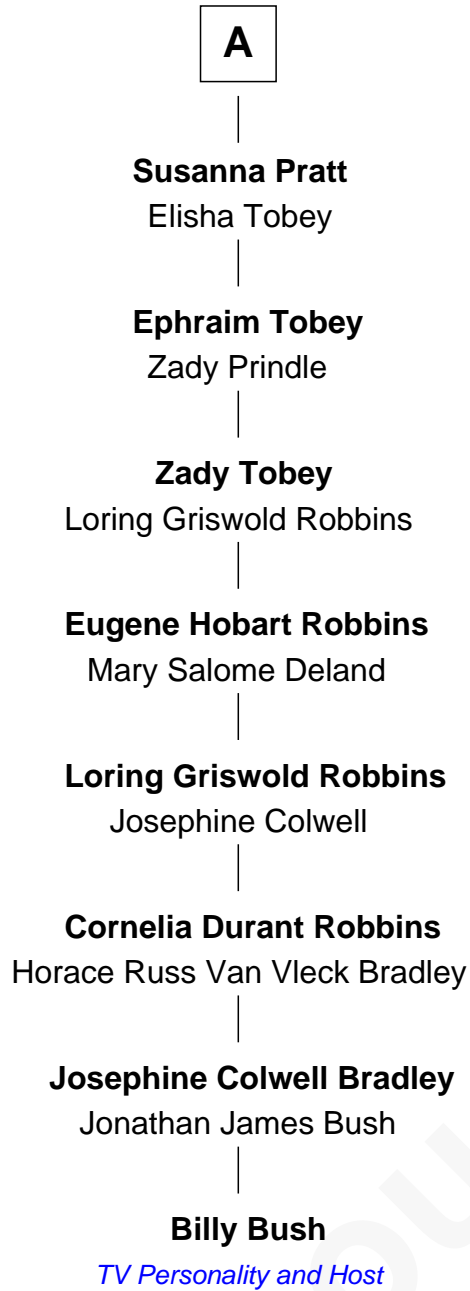 A
Susanna Pratt
Elisha Tobey
Ephraim Tobey
Zady Prindle
Zady Tobey
Loring Griswold Robbins
Eugene Hobart Robbins
Mary Salome Deland
Loring Griswold Robbins
Josephine Colwell
Cornelia Durant Robbins
Horace Russ Van Vleck Bradley
Josephine Colwell Bradley
Jonathan James Bush
Billy Bush
TV Personality and Host